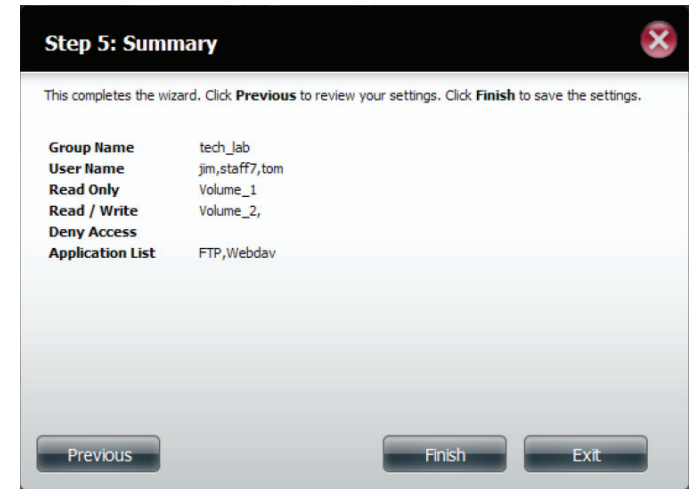 Step 5: Summary
This completes the wizard. Click Previous to review your settings. Click Finish to save the settings.
Group Name tech_lab
User Name jim,staff7,tom
Read Only Volume_1
Read / Write Volume_2,
Deny Access
Application List FTP,Webdav
Previous Finish Exit